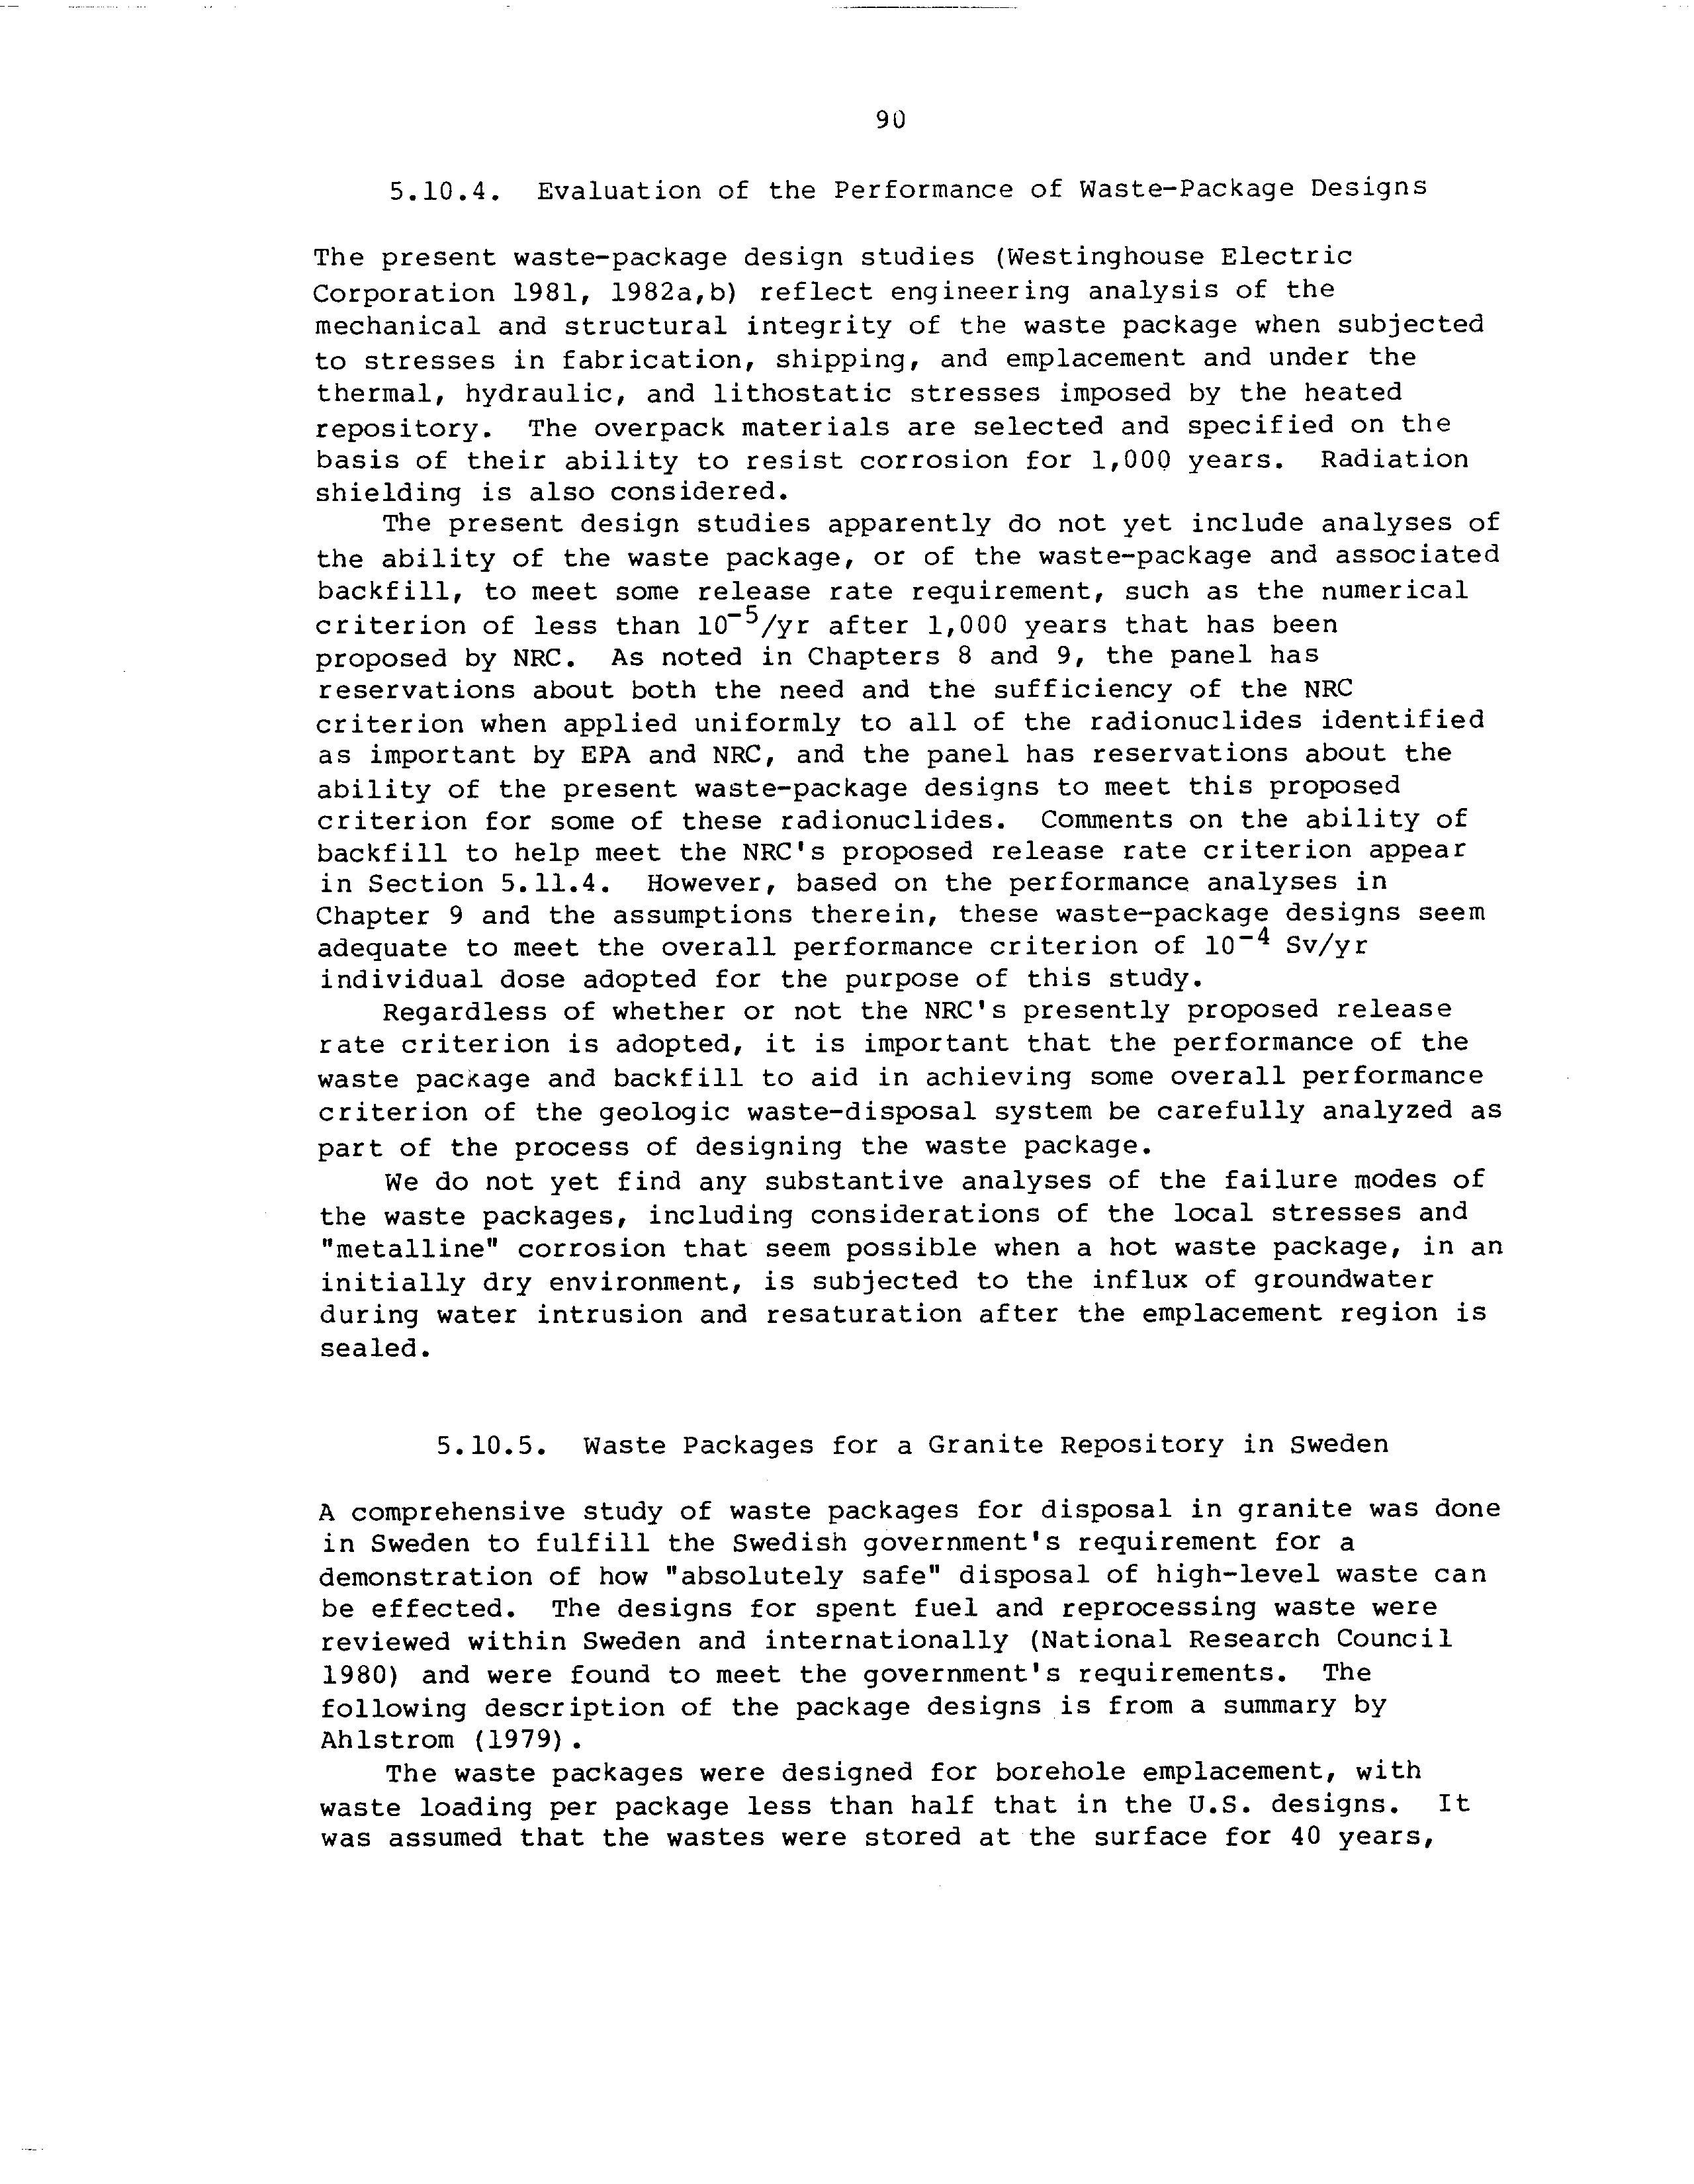 90
5.10.4. Evaluation of the Performance of Waste-Package Designs
The present waste-package design studies (Westinghouse Electric
Corporation 1981, 1982a,b) reflect engineering analysis of the
mechanical and structural integrity of the waste package when subjected
to stresses in fabrication, shipping, and emplacement and under the
thermal, hydraulic, and lithostatic stresses imposed by the heated
repository. The overpack materials are selected and specified on the
basis of their ability to resist corrosion for 1,000 years. Radiation
shielding is also considered.
The present design studies apparently do not yet include analyses of
the ability of the waste package, or of the waste-package and associated
backfill, to meet some release rate requirement, such as the numerical
criterion of less than 10⁻⁵/yr after 1,000 years that has been
proposed by NRC. As noted in Chapters 8 and 9, the panel has
reservations about both the need and the sufficiency of the NRC
criterion when applied uniformly to all of the radionuclides identified
as important by EPA and NRC, and the panel has reservations about the
ability of the present waste-package designs to meet this proposed
criterion for some of these radionuclides. Comments on the ability of
backfill to help meet the NRC's proposed release rate criterion appear
in Section 5.11.4. However, based on the performance analyses in
Chapter 9 and the assumptions therein, these waste-package designs seem
adequate to meet the overall performance criterion of 10⁻⁴ Sv/yr
individual dose adopted for the purpose of this study.
Regardless of whether or not the NRC's presently proposed release
rate criterion is adopted, it is important that the performance of the
waste package and backfill to aid in achieving some overall performance
criterion of the geologic waste-disposal system be carefully analyzed as
part of the process of designing the waste package.
We do not yet find any substantive analyses of the failure modes of
the waste packages, including considerations of the local stresses and
"metalline" corrosion that seem possible when a hot waste package, in an
initially dry environment, is subjected to the influx of groundwater
during water intrusion and resaturation after the emplacement region is
sealed.
5.10.5. Waste Packages for a Granite Repository in Sweden
A comprehensive study of waste packages for disposal in granite was done
in Sweden to fulfill the Swedish government's requirement for a
demonstration of how "absolutely safe" disposal of high-level waste can
be effected. The designs for spent fuel and reprocessing waste were
reviewed within Sweden and internationally (National Research Council
1980) and were found to meet the government's requirements. The
following description of the package designs is from a summary by
Ahlstrom (1979).
The waste packages were designed for borehole emplacement, with
waste loading per package less than half that in the U.S. designs. It
was assumed that the wastes were stored at the surface for 40 years,